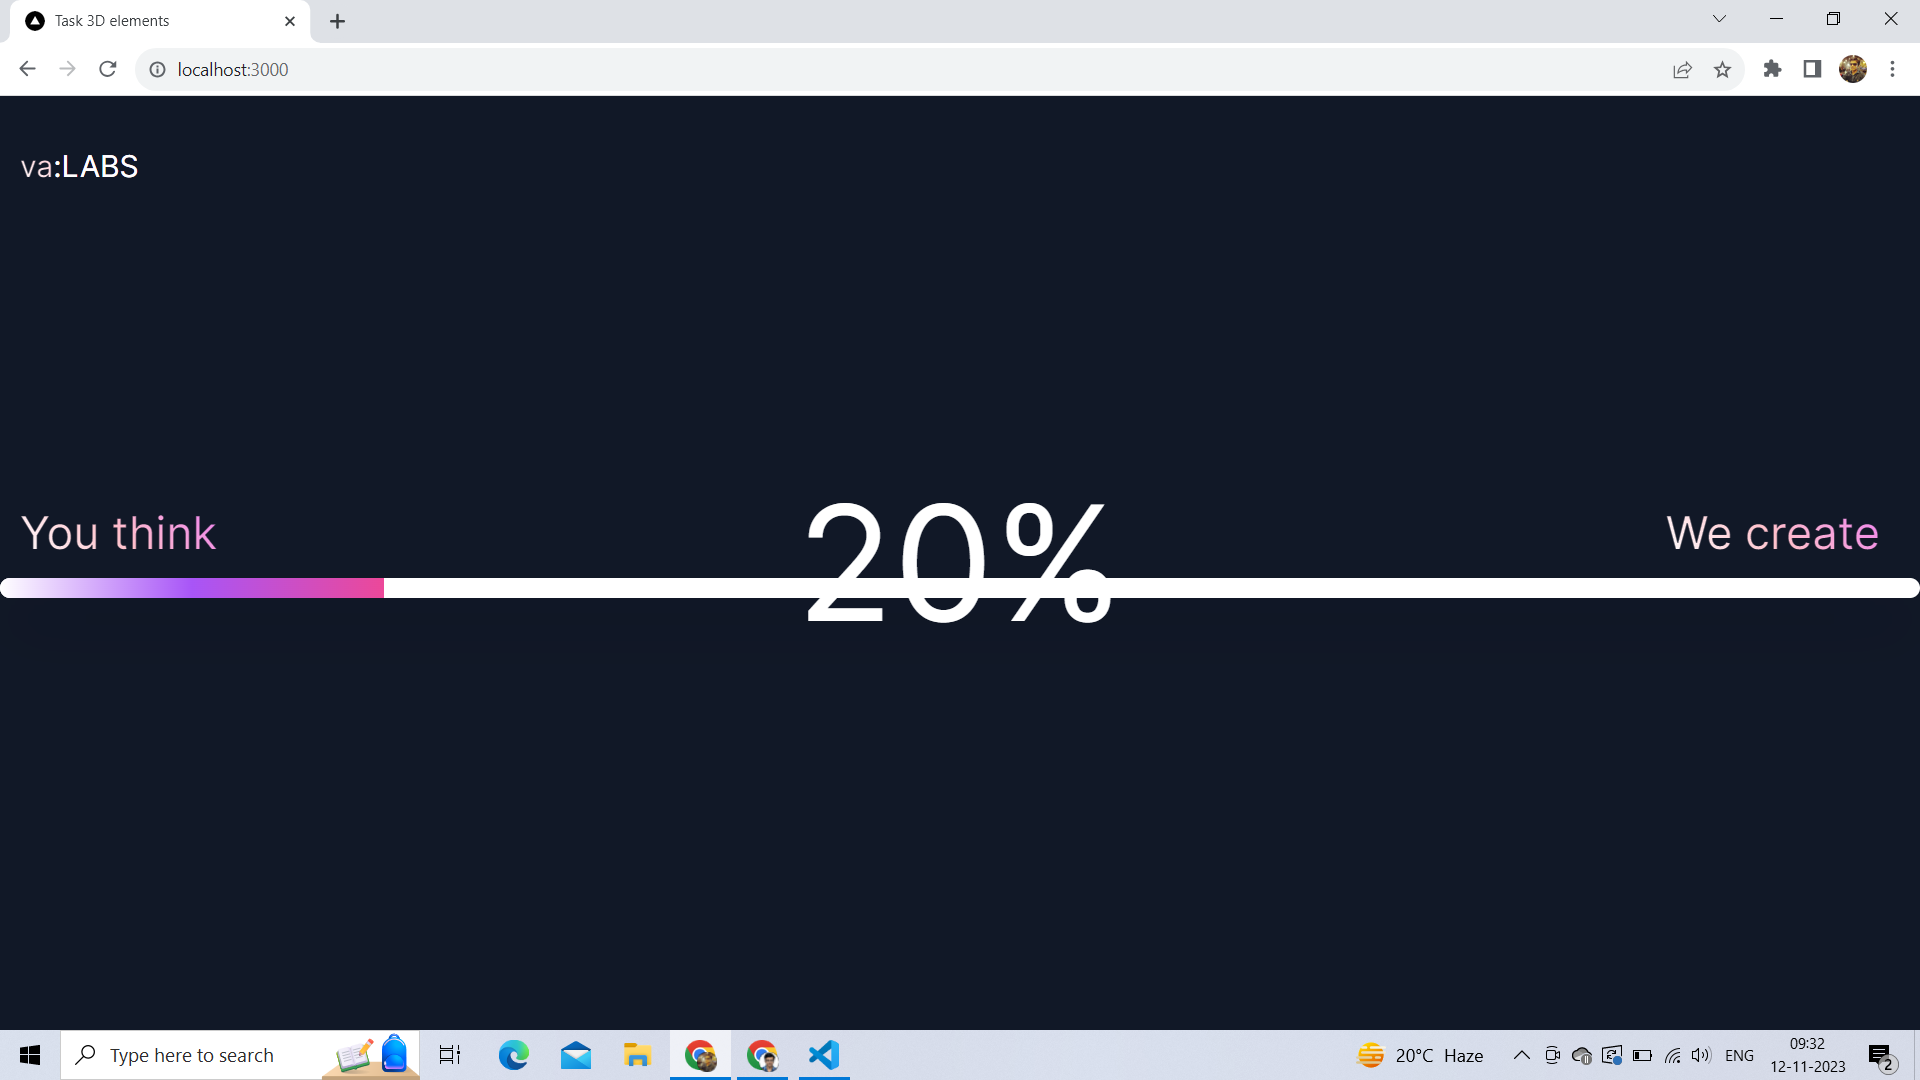 Task 3D elements
localhost:3000
va:LABS
You think
20%
We create
Type here to search
20°C Haze
ENG
09:32
12-11-2023
2